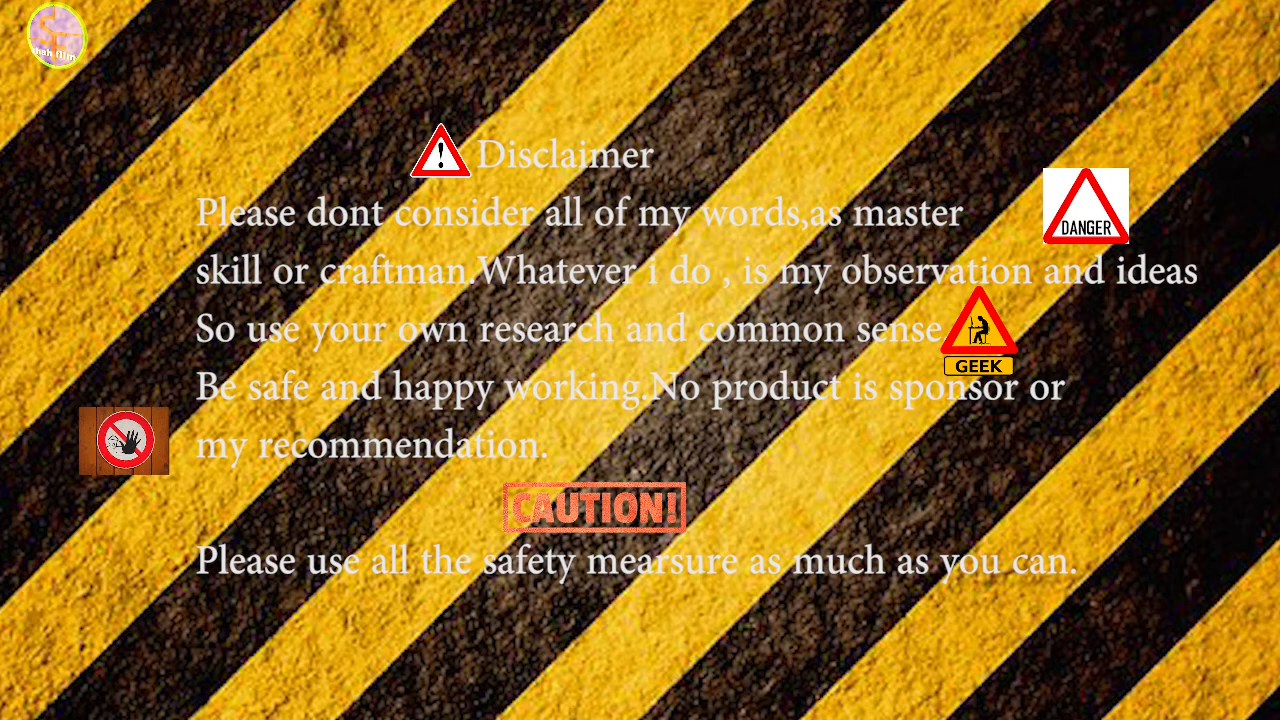 shah film
Disclaimer
Please dont consider all of my words,as master
DANGER
skill or craftman.Whatever i do , is my observation and ideas
So use your own research and common sense
GEEK
Be safe and happy working.No product is sponsor or
my recommendation.
CAUTION!
Please use all the safety mearsure as much as you can.